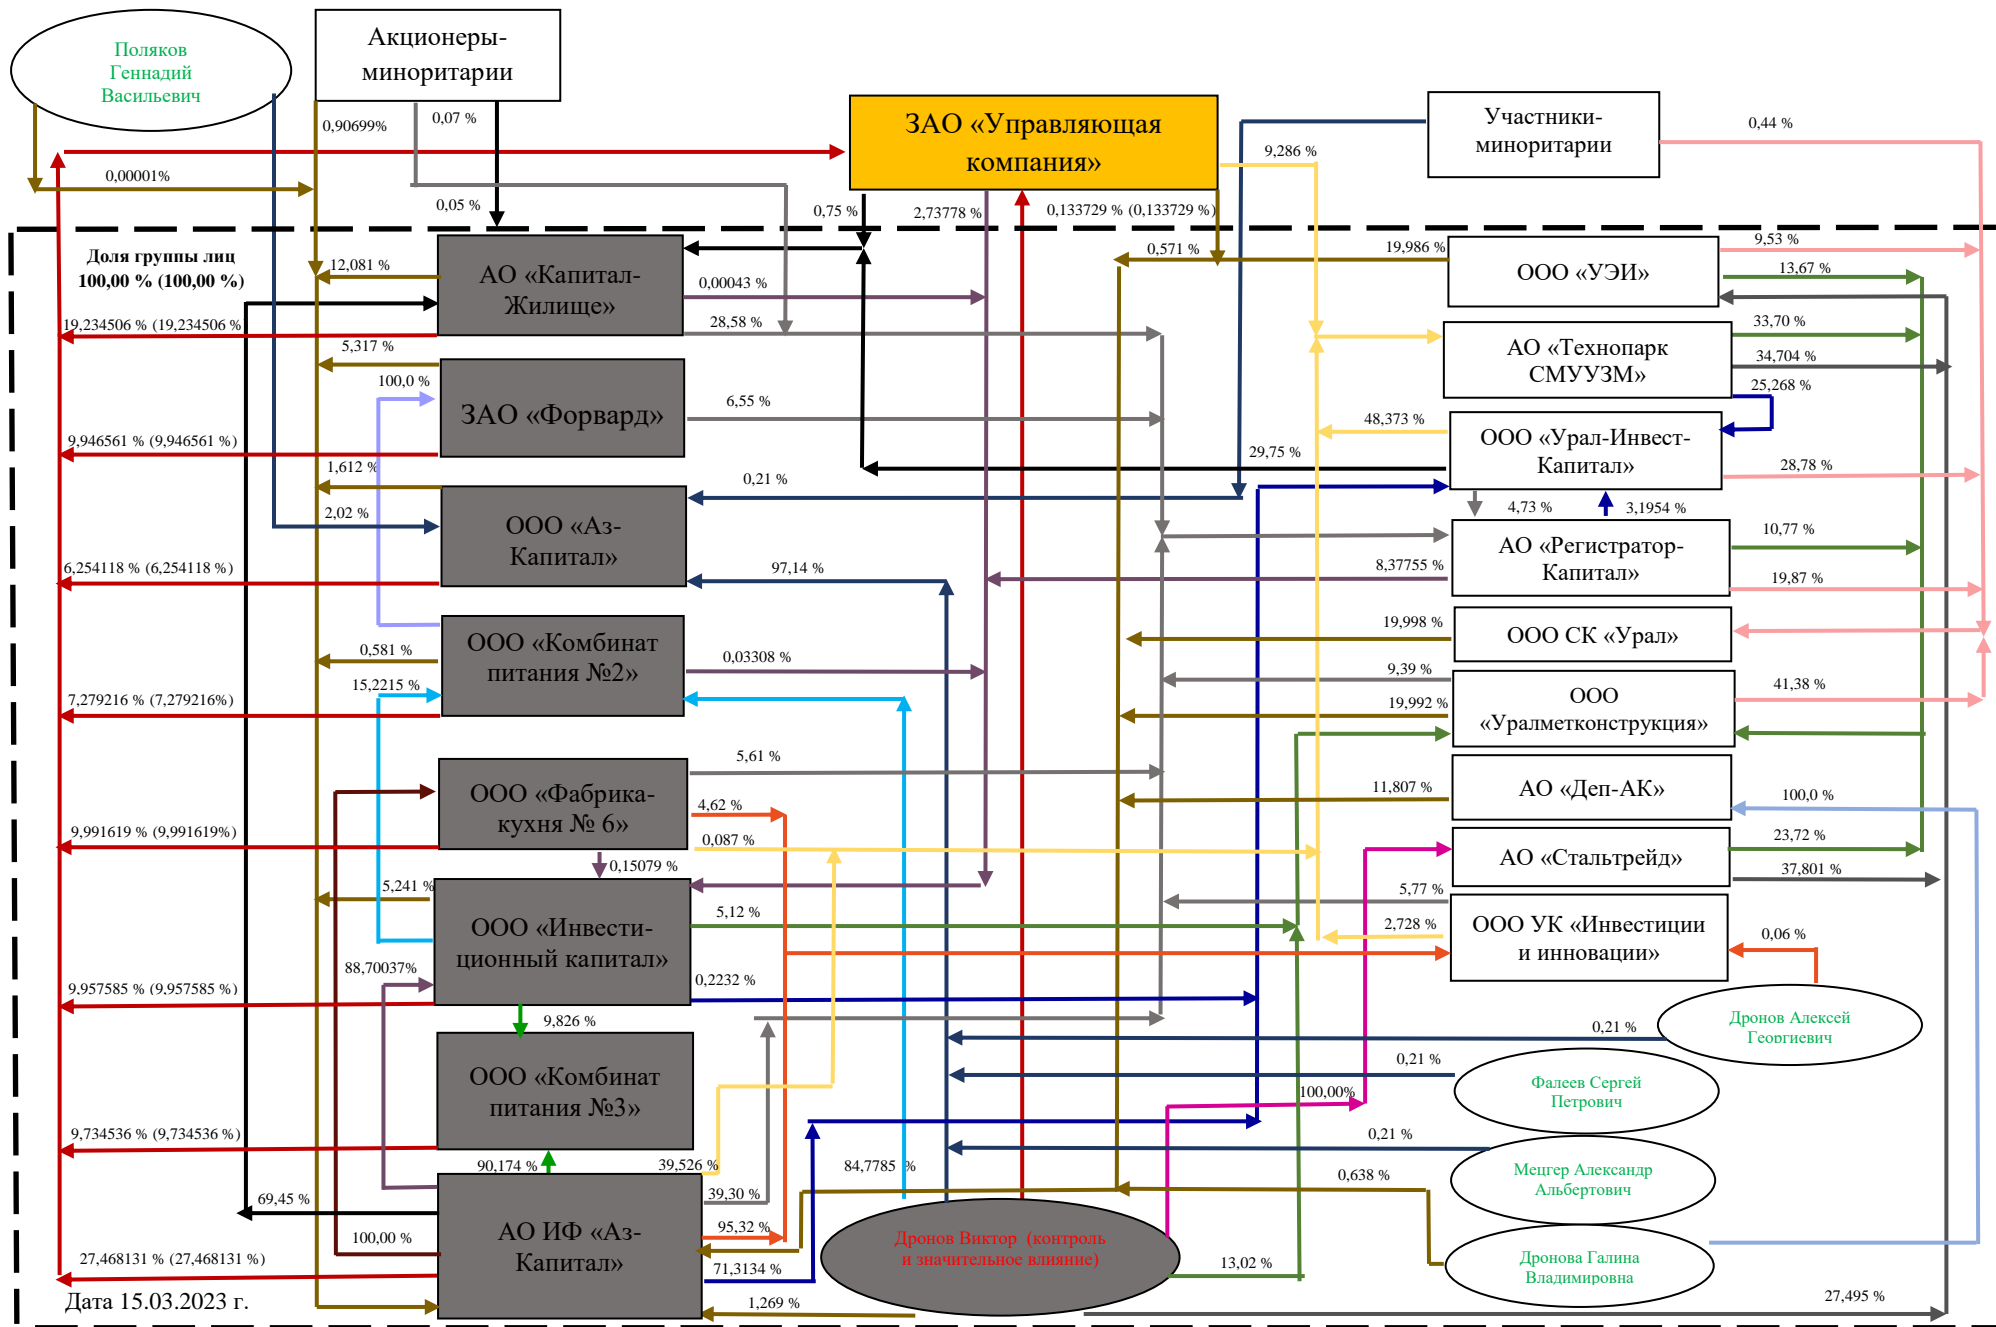 Поляков
Геннадий
Васильевич
Акционеры-
миноритарии
ЗАО «Управляющая
компания»
Участники-
миноритарии
0,44 %
0,90699%
0,07 %
9,286 %
0,00001%
0,05 %
0,75 %
2,73778 %
0,133729 % (0,133729 %)
Доля группы лиц
100,00 % (100,00 %)
12,081 %
АО «Капитал-
Жилище»
0,00043 %
28,58 %
0,571 %
19,986 %
ООО «УЭИ»
9,53 %
13,67 %
19,234506 % (19,234506 %
5,317 %
100,0 %
ЗАО «Форвард»
6,55 %
АО «Технопарк
СМУУЗМ»
33,70 %
34,704 %
25,268 %
9,946561 % (9,946561 %)
48,373 %
ООО «Урал-Инвест-
Капитал»
29,75 %
28,78 %
1,612 %
0,21 %
2,02 %
ООО «Аз-
Капитал»
4,73 %
3,1954 %
6,254118 % (6,254118 %)
97,14 %
АО «Регистратор-
Капитал»
8,37755 %
10,77 %
19,87 %
ООО «Комбинат
питания №2»
0,581 %
0,03308 %
15,2215 %
7,279216 % (7,279216%)
19,998 %
ООО СК «Урал»
9,39 %
19,992 %
ООО
«Уралметконструкция»
41,38 %
5,61 %
ООО «Фабрика-
кухня № 6»
4,62 %
0,087 %
9,991619 % (9,991619%)
11,807 %
АО «Деп-АК»
100,0 %
0,15079 %
АО «Стальтрейд»
23,72 %
37,801 %
5,241 %
ООО «Инвести-
ционный капитал»
5,12 %
0,2232 %
88,70037%
9,957585 % (9,957585 %)
5,77 %
2,728 %
ООО УК «Инвестиции
и инновации»
0,06 %
9,826 %
ООО «Комбинат
питания №3»
9,734536 % (9,734536 %)
0,21 %
Дронов Алексей
Георгиевич
0,21 %
Фалеев Сергей
Петрович
100,00%
0,21 %
Мецгер Александр
Альбертович
90,174 %
39,526 %
84,7785 %
0,638 %
69,45 %
39,30 %
100,00 %
АО ИФ «Аз-
Капитал»
95,32 %
71,3134 %
Дронов Виктор (контроль
и значительное влияние)
13,02 %
Дронова Галина
Владимировна
27,468131 % (27,468131 %)
1,269 %
27,495 %
Дата 15.03.2023 г.